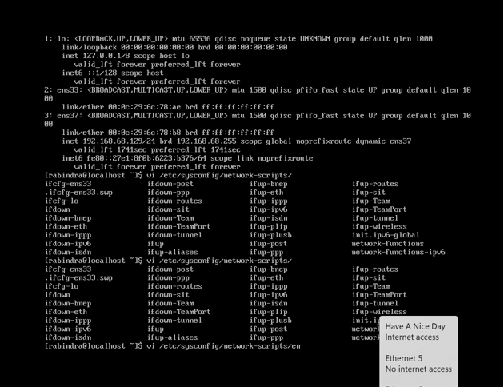 1: lo: <LOOPBACK,UP,LOWER_UP> mtu 65536 qdisc noqueue state UNKNOWN group default qlen 1000
link/loopback 00:00:00:00:00:00 brd 00:00:00:00:00:00
inet 127.0.0.1/8 scope host lo
valid_lft forever preferred_lft forever
inet6 ::1/128 scope host
valid_lft forever preferred_lft forever
2: ens33: <BROADCAST,MULTICAST,UP,LOWER_UP> mtu 1500 qdisc pfifo_fast state UP group default qlen 10
00
link/ether 00:0c:29:6c:78:ae brd ff:ff:ff:ff:ff:ff
3: ens37: <BROADCAST,MULTICAST,UP,LOWER_UP> mtu 1500 qdisc pfifo_fast state UP group default qlen 10
00
link/ether 00:0c:29:6c:78:b8 brd ff:ff:ff:ff:ff:ff
inet 192.168.68.129/24 brd 192.168.68.255 scope global noprefixroute dynamic ens37
valid_lft 1741sec preferred_lft 1741sec
inet6 scope link noprefixroute
valid_lft forever preferred_lft forever
[rabindra@localhost ~]$ vi /etc/sysconfig/network-scripts/
ifcfg-ens33 ifdown-post ifup-bnep ifup-routes
.ifcfg-ens33.swp ifdown-ppp ifup-eth ifup-sit
ifcfg-lo ifdown-routes ifup-ippp ifup-Team
ifdown ifdown-sit ifup-ipv6 ifup-TeamPort
ifdown-bnep ifdown-Team ifup-isdn ifup-tunnel
ifdown-eth ifdown-TeamPort ifup-plip ifup-wireless
ifdown-ippp ifdown-tunnel ifup-plusb init.ipv6-global
ifdown-ipv6 ifup ifup-post network-functions
ifdown-isdn ifup-aliases ifup-ppp network-functions-ipv6
[rabindra@localhost ~]$ vi /etc/sysconfig/network-scripts/
ifcfg-ens33 ifdown-post ifup-bnep ifup-routes
.ifcfg-ens33.swp ifdown-ppp ifup-eth ifup-sit
ifcfg-lo ifdown-routes ifup-ippp ifup-Team
ifdown ifdown-sit ifup-ipv6 ifup-TeamPort
ifdown-bnep ifdown-Team ifup-isdn ifup-tunnel
ifdown-eth ifdown-TeamPort ifup-plip ifup-wireless
ifdown-ippp ifdown-tunnel ifup-plusb init.i
ifdown-ipv6 ifup ifup-post networ
ifdown-isdn ifup-aliases ifup-ppp networ
[rabindra@localhost ~]$ vi /etc/sysconfig/network-scripts/en
Have A Nice Day
Internet access
Ethernet 5
No internet access